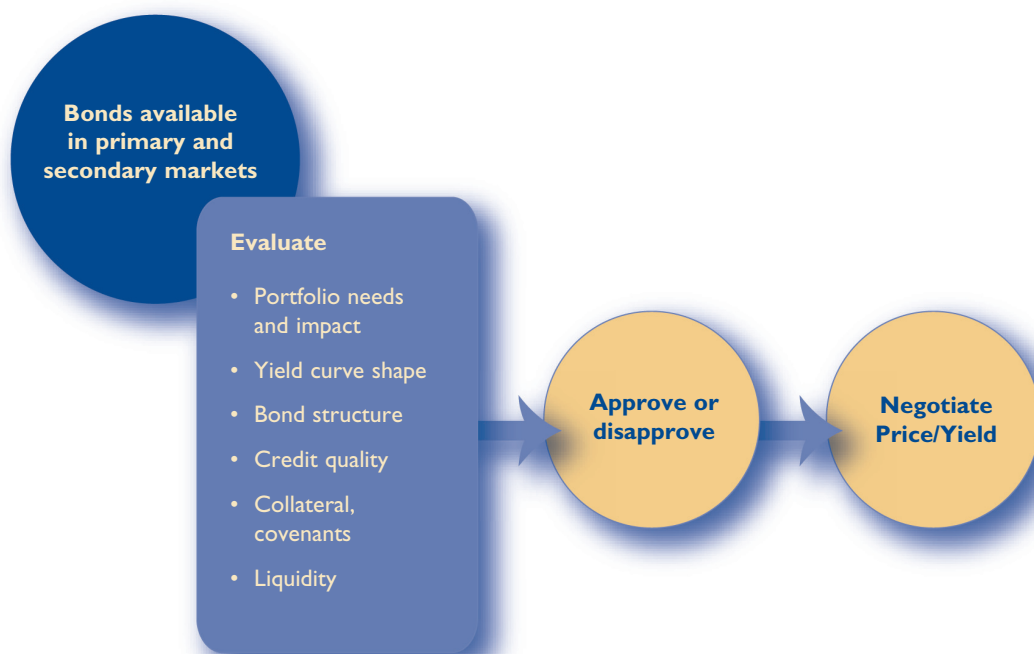 Bonds available
in primary and
secondary markets
Evaluate
• Portfolio needs
and impact
• Yield curve shape
• Bond structure
• Credit quality
• Collateral,
covenants
• Liquidity
Approve or
disapprove
Negotiate
Price/Yield